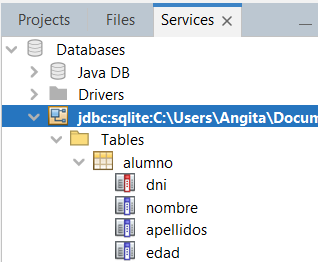 Projects Files Services
Databases
Java DB
Drivers
jdbc:sqlite:C:\Users\Angita\Docum
Tables
alumno
dni
nombre
apellidos
edad